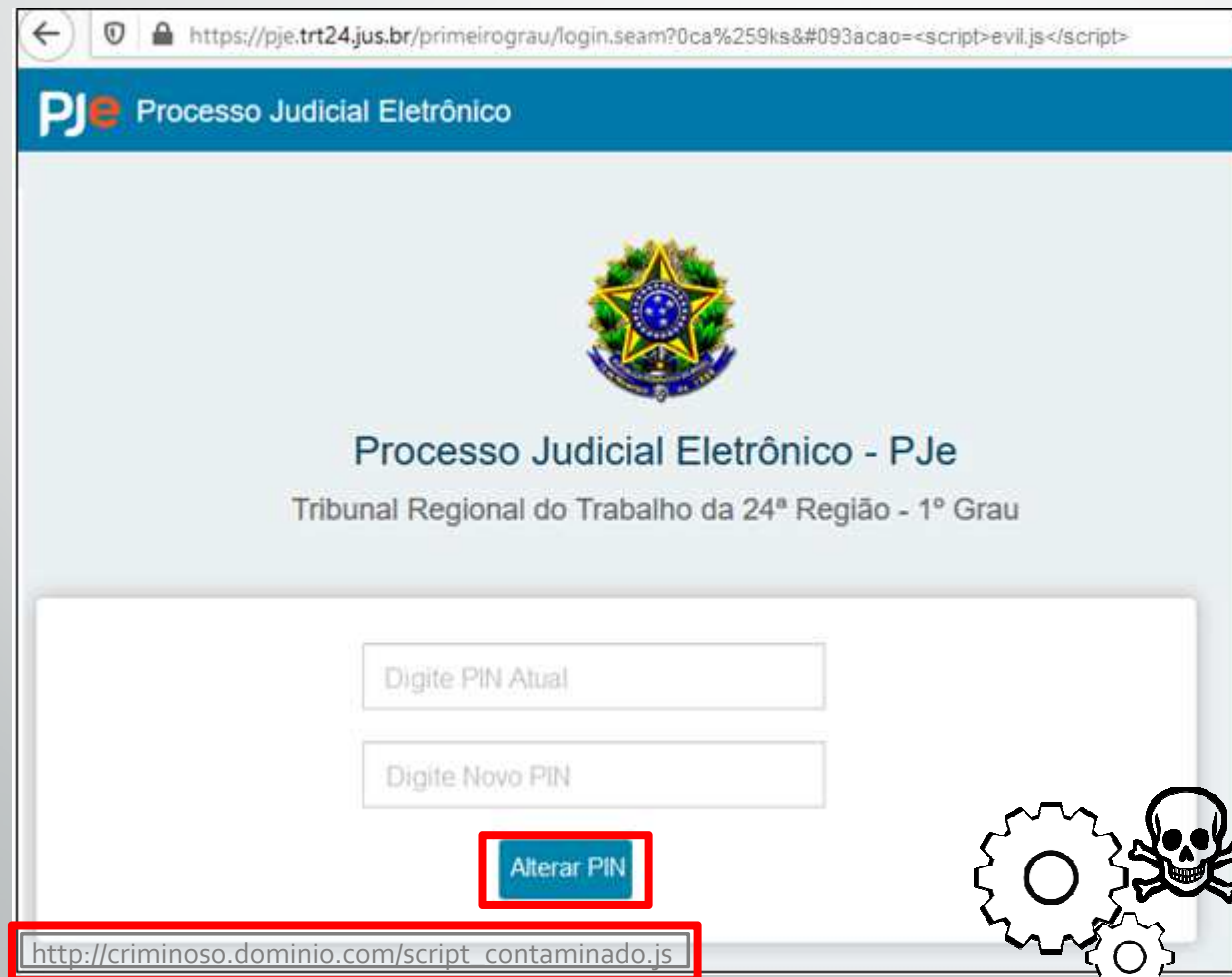 https://pje.trt24.jus.br/primeirograu/login.seam?0ca%259ks&#093acao=<script>evil.js</script>
PJe Processo Judicial Eletrônico
Processo Judicial Eletrônico - PJe
Tribunal Regional do Trabalho da 24ª Região - 1º Grau
Digite PIN Atual
Digite Novo PIN
Alterar PIN
http://criminoso.dominio.com/script_contaminado.js